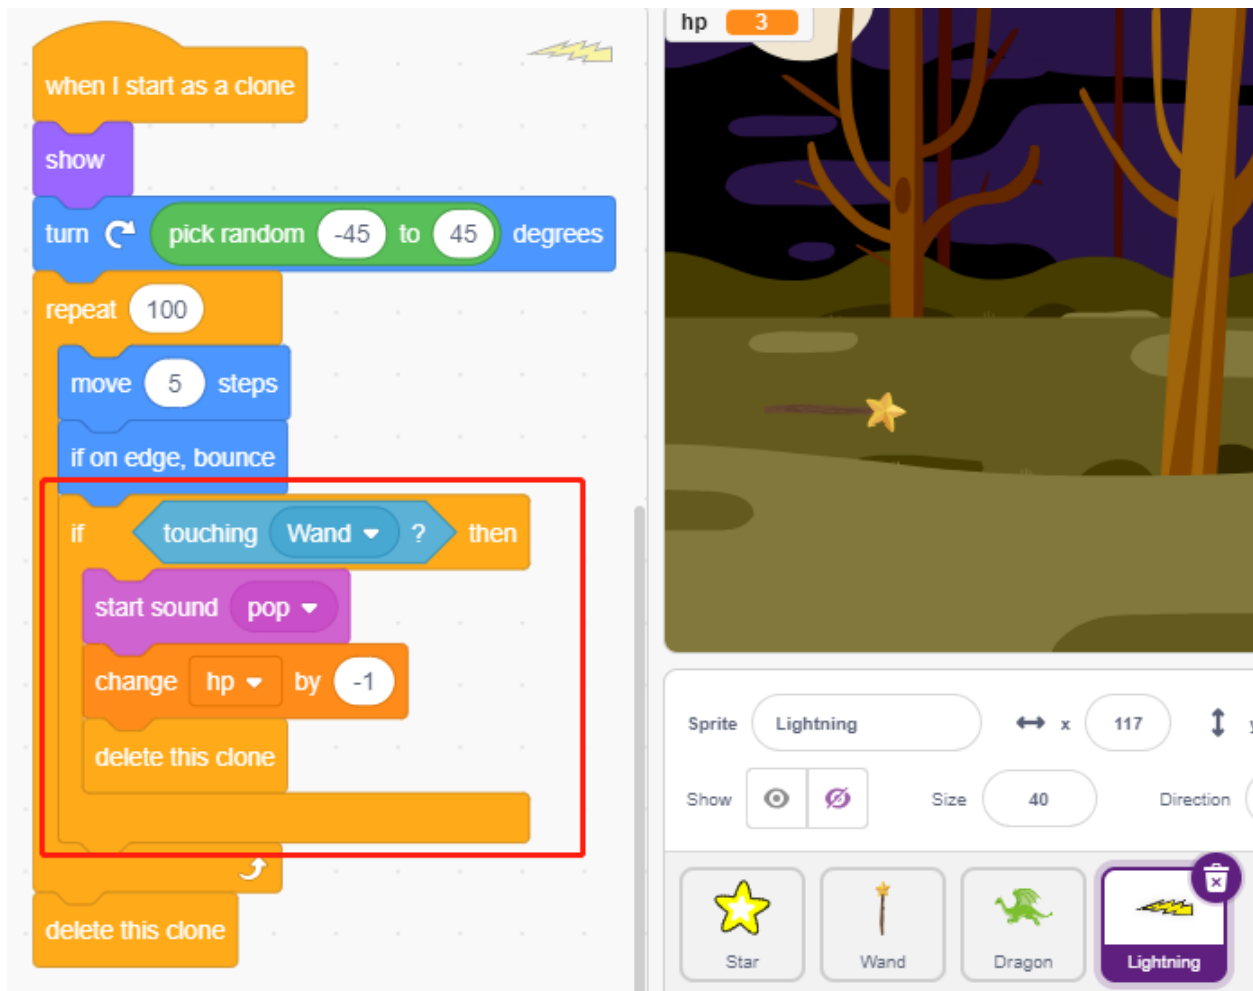 when I start as a clone
show
turn pick random -45 to 45 degrees
repeat 100
move 5 steps
if on edge, bounce
if touching Wand ? then
start sound pop
change hp by -1
delete this clone
delete this clone
hp 3
Sprite Lightning x 117 y
Show Size 40 Direction
Star Wand Dragon Lightning